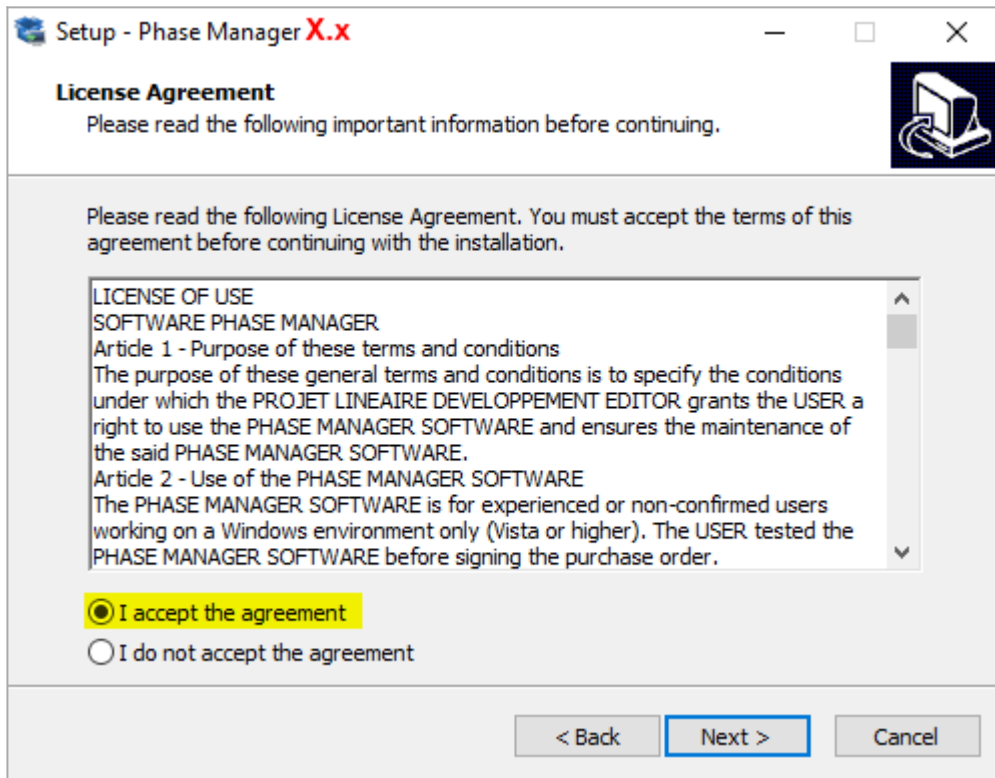 Setup - Phase Manager X.x
License Agreement
Please read the following important information before continuing.
Please read the following License Agreement. You must accept the terms of this
agreement before continuing with the installation.
LICENSE OF USE
SOFTWARE PHASE MANAGER
Article 1 - Purpose of these terms and conditions
The purpose of these general terms and conditions is to specify the conditions
under which the PROJET LINEAIRE DEVELOPPEMENT EDITOR grants the USER a
right to use the PHASE MANAGER SOFTWARE and ensures the maintenance of
the said PHASE MANAGER SOFTWARE.
Article 2 - Use of the PHASE MANAGER SOFTWARE
The PHASE MANAGER SOFTWARE is for experienced or non-confirmed users
working on a Windows environment only (Vista or higher). The USER tested the
PHASE MANAGER SOFTWARE before signing the purchase order.
I accept the agreement
I do not accept the agreement
< Back Next > Cancel